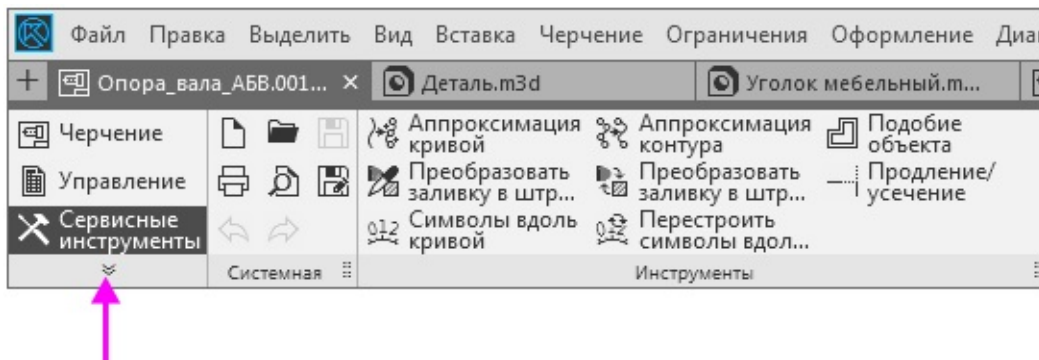 Файл Правка Выделить Вид Вставка Черчение Ограничения Оформление Диаг
Опора_вала_АБВ.001... Деталь.m3d Уголок мебельный.m...
Черчение
Управление
Сервисные
инструменты
Системная
Аппроксимация
кривой
Аппроксимация
контура
Подобие
объекта
Преобразовать
заливку в штр...
Преобразовать
заливку в штр...
Продление/
усечение
Символы вдоль
кривой
Перестроить
символы вдол...
Инструменты